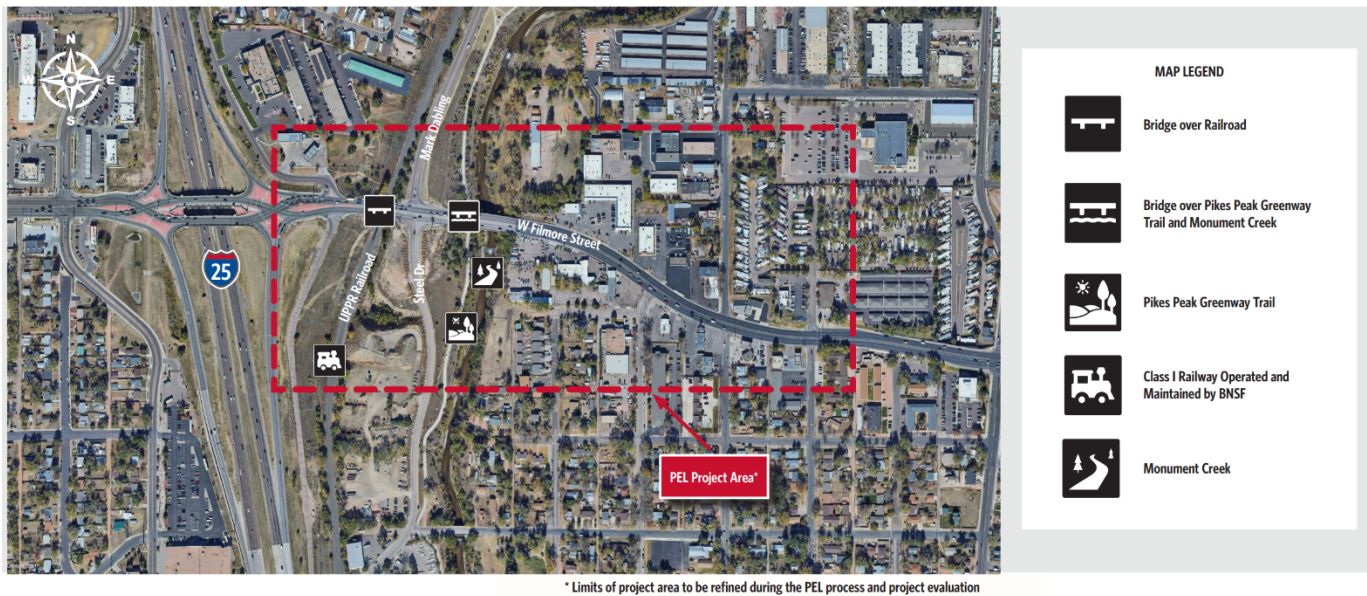 N
W E
S
Mark Dabling
W Filmore Street
25
UPPR Railroad
Steel Dr
PEL Project Area*
MAP LEGEND
Bridge over Railroad
Bridge over Pikes Peak Greenway
Trail and Monument Creek
Pikes Peak Greenway Trail
Class I Railway Operated and
Maintained by BNSF
Monument Creek
* Limits of project area to be refined during the PEL process and project evaluation